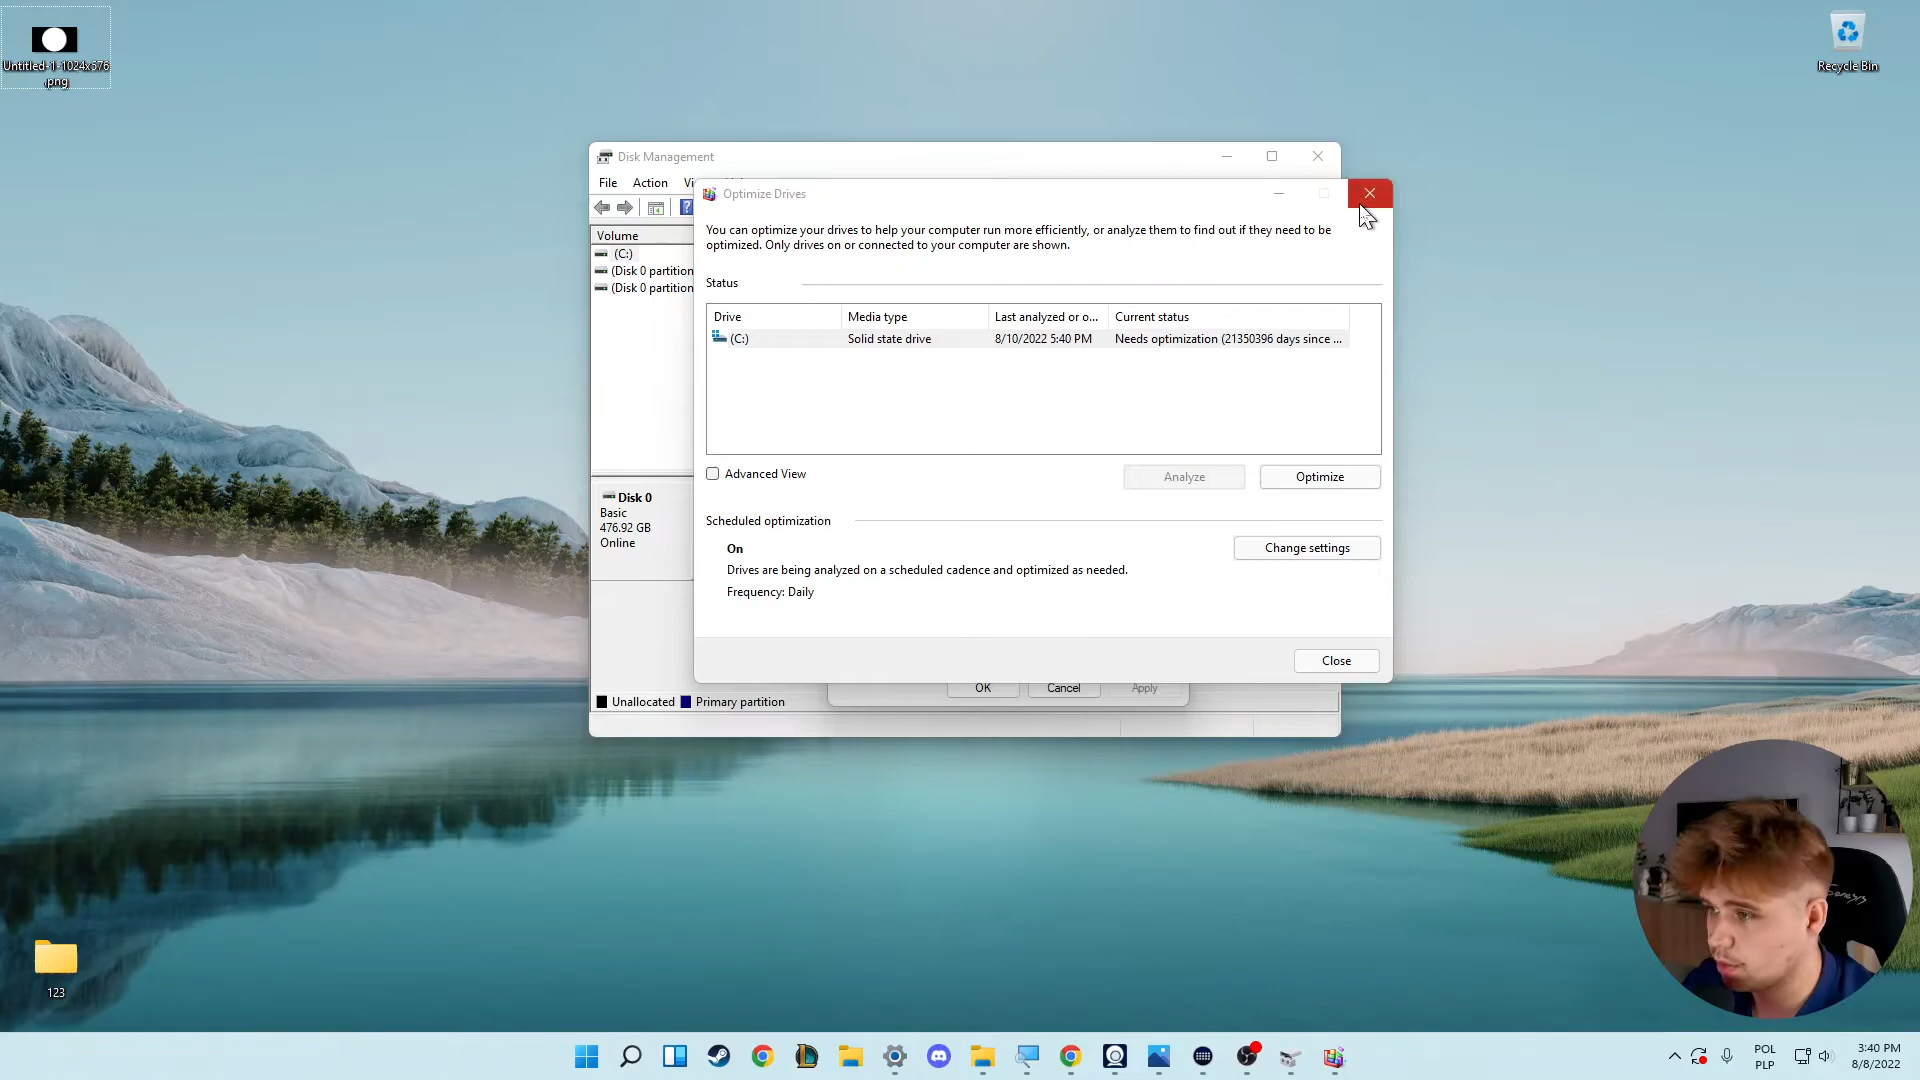 Untitled-1-1024x576
.png
Recycle Bin
Disk Management
File Action
Optimize Drives
You can optimize your drives to help your computer run more efficiently, or analyze them to find out if they need to be
optimized. Only drives on or connected to your computer are shown.
Volume
(C:)
(Disk 0 partition
(Disk 0 partition
Status
Drive Media type Last analyzed or o... Current status
(C:) Solid state drive 8/10/2022 5:40 PM Needs optimization (21350396 days since ...
Advanced View
Analyze Optimize
Disk 0
Basic
476.92 GB
Online
Scheduled optimization
On
Change settings
Drives are being analyzed on a scheduled cadence and optimized as needed.
Frequency: Daily
Close
OK Cancel Apply
Unallocated Primary partition
123
POL
PLP
3:40 PM
8/8/2022